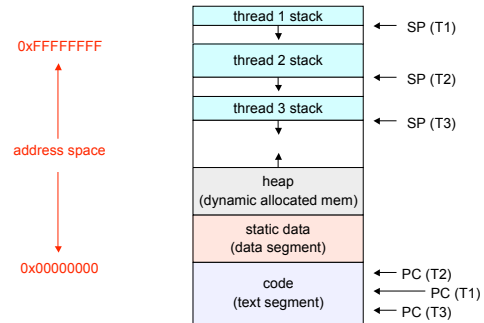 0xFFFFFFFF
address space
0x00000000
thread 1 stack
SP (T1)
thread 2 stack
SP (T2)
thread 3 stack
SP (T3)
heap
(dynamic allocated mem)
static data
(data segment)
code
(text segment)
PC (T2)
PC (T1)
PC (T3)